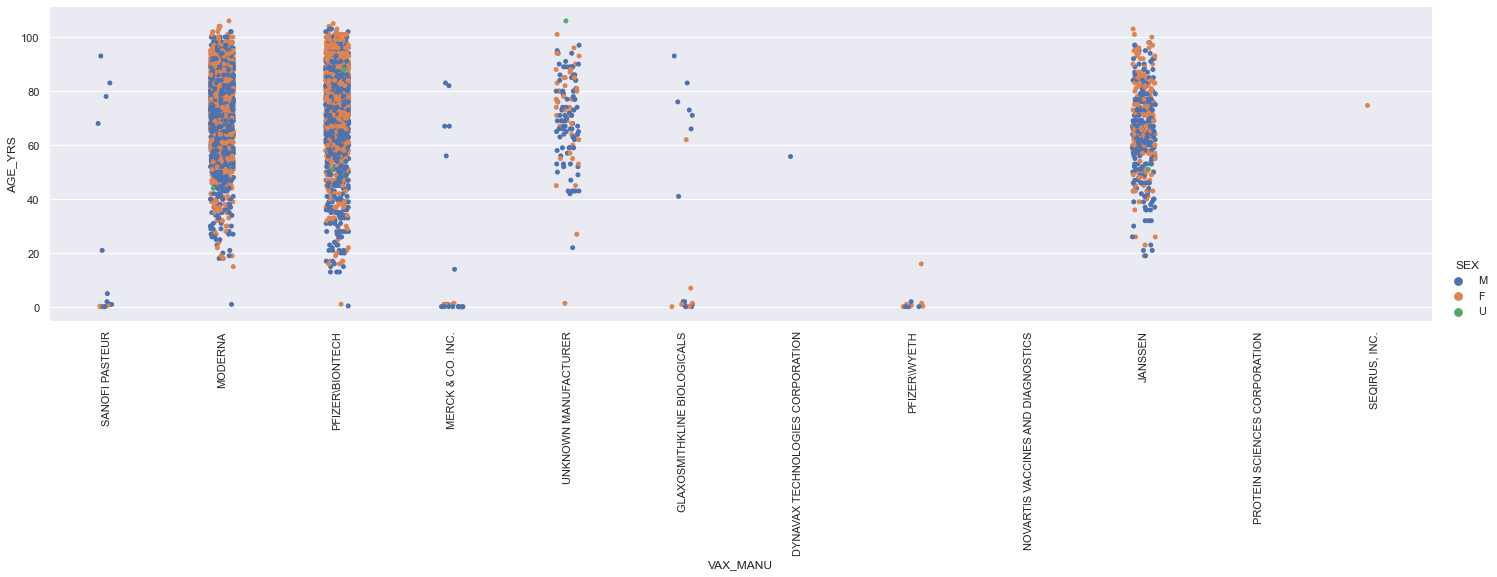 100
80
60
40
20
0
AGE_YRS
SANOFI PASTEUR
MODERNA
PFIZER\BIONTECH
MERCK & CO. INC.
UNKNOWN MANUFACTURER
GLAXOSMITHKLINE BIOLOGICALS
DYNAVAX TECHNOLOGIES CORPORATION
PFIZER\WYETH
NOVARTIS VACCINES AND DIAGNOSTICS
JANSSEN
PROTEIN SCIENCES CORPORATION
SEQIRUS, INC.
VAX_MANU
SEX
M
F
U